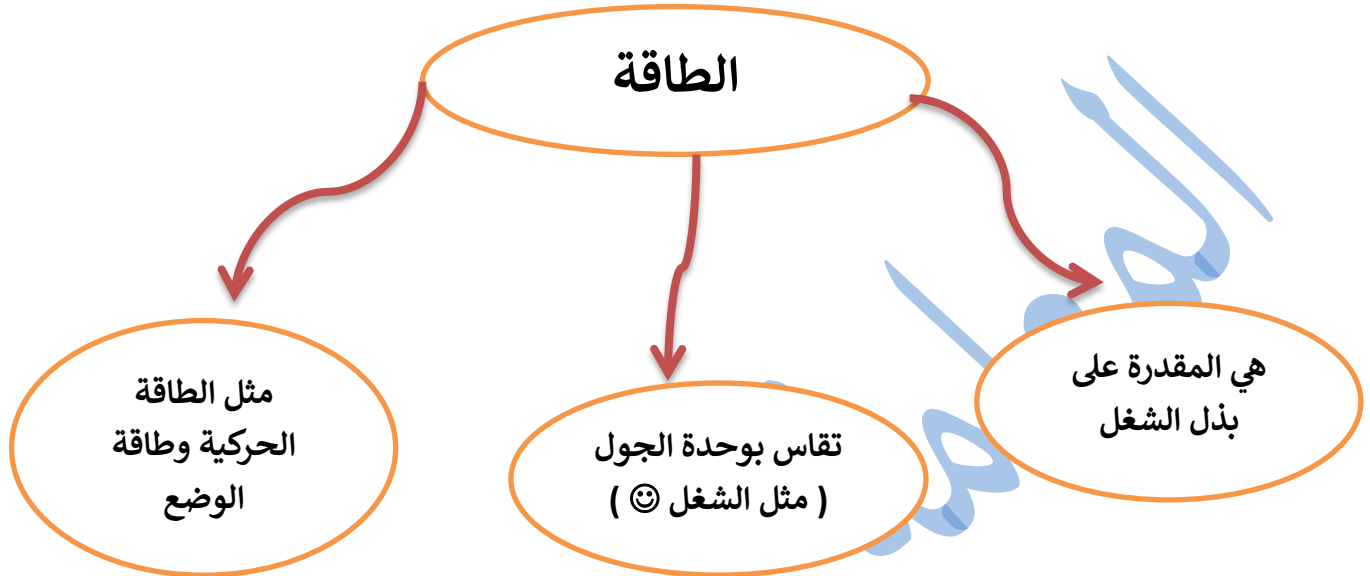 الطاقة
هي المقدرة على
بذل الشغل
تقاس بوحدة الجول
( مثل الشغل ☺ )
مثل الطاقة
الحركية وطاقة
الوضع